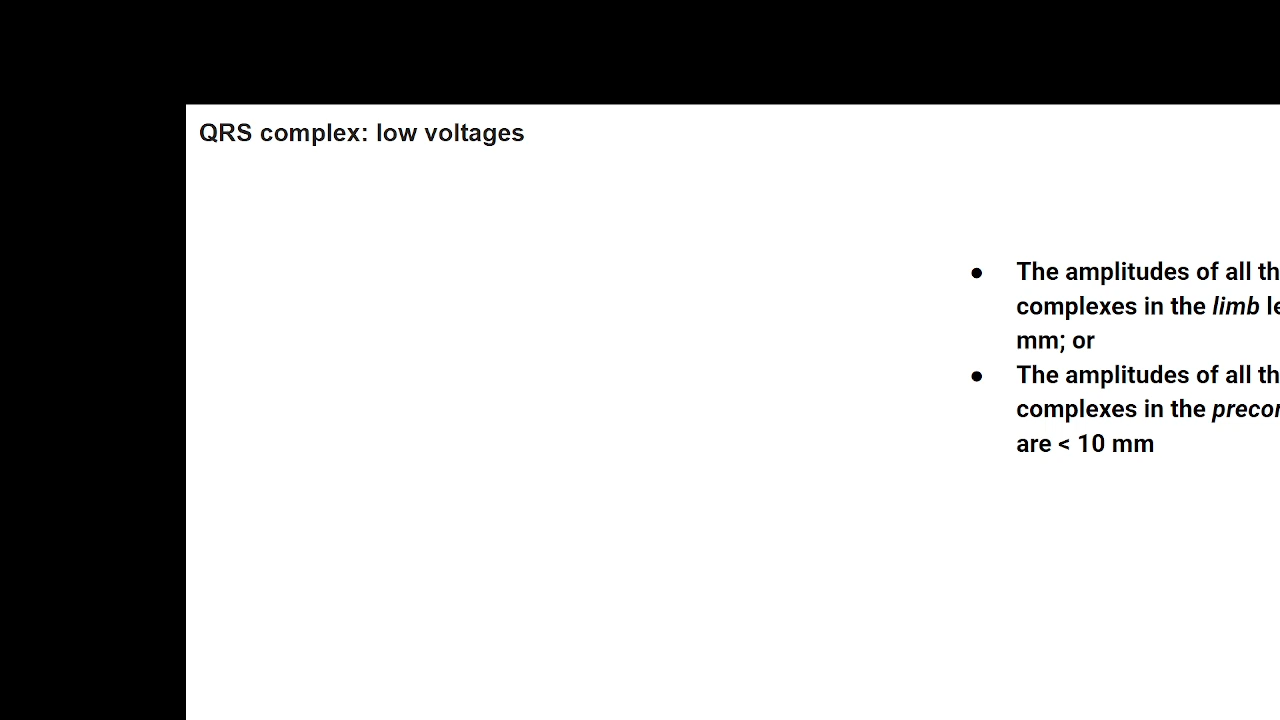 QRS complex: low voltages
● The amplitudes of all th
complexes in the limb le
mm; or
● The amplitudes of all th
complexes in the precor
are < 10 mm